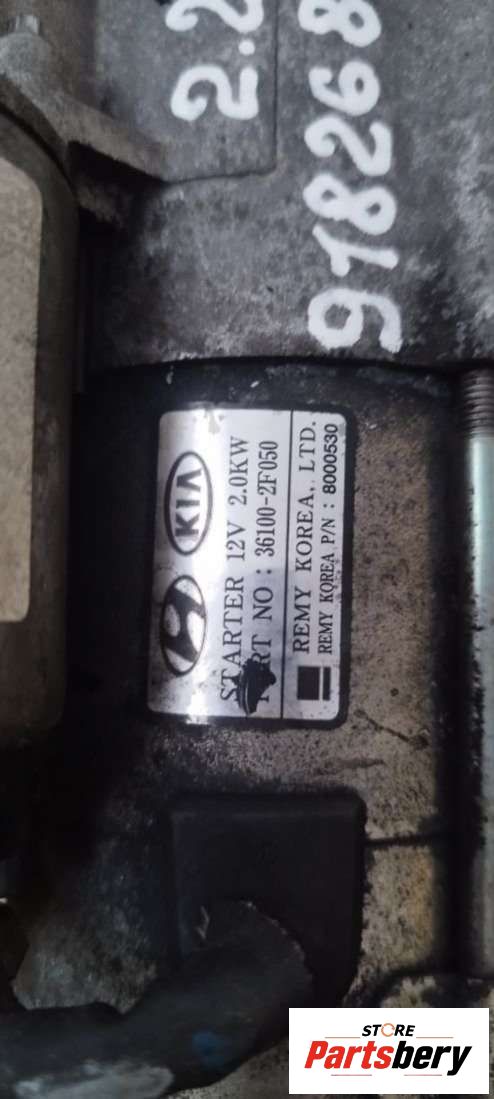 2.2
918268
KIA
STARTER 12V 2.0KW
PART NO : 36100-2F050
REMY KOREA, LTD.
REMY KOREA P/N : 8000530
STORE
Partsbery